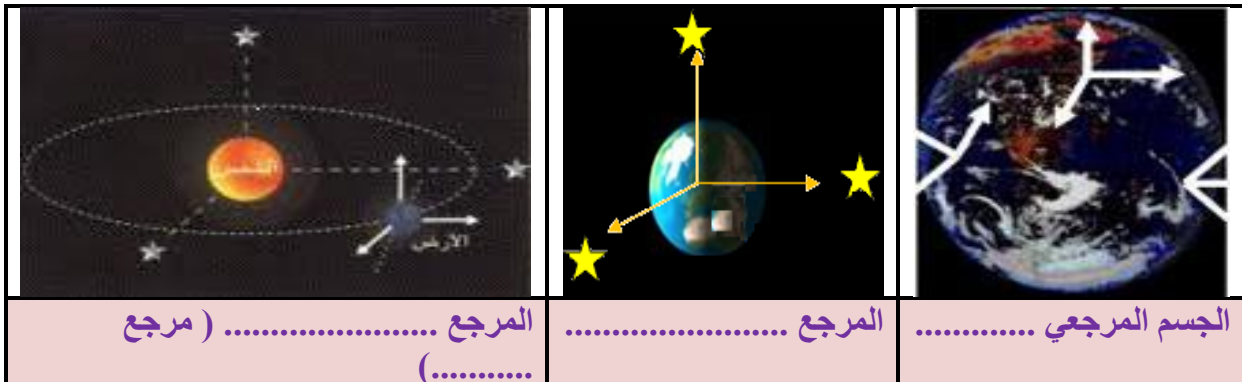 الشمس
الأرض
الجسم المرجعي .............
المرجع ........................
المرجع ....................... ( مرجع
...........)